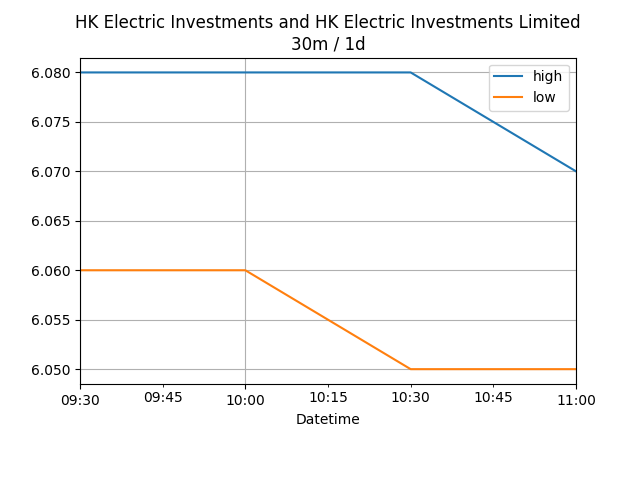 HK Electric Investments and HK Electric Investments Limited
30m / 1d
high
low
6.080
6.075
6.070
6.065
6.060
6.055
6.050
09:30 09:45 10:00 10:15 10:30 10:45 11:00
Datetime